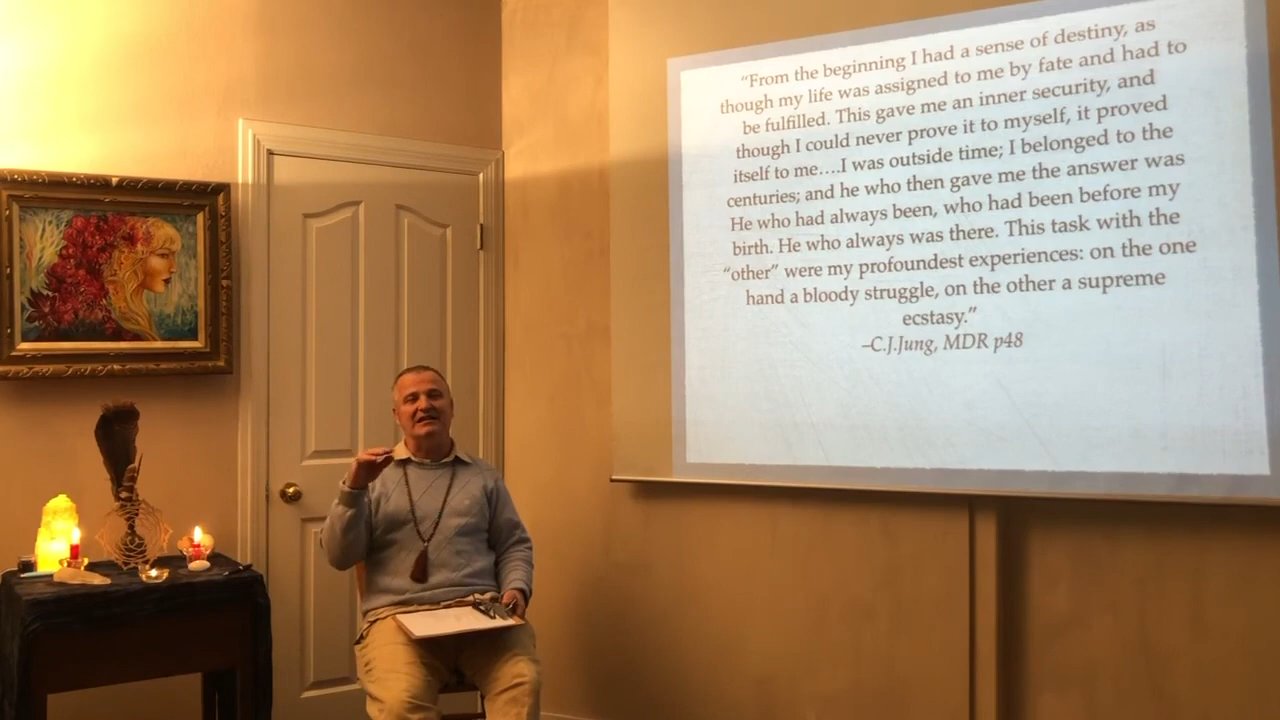 “From the beginning I had a sense of destiny, as
though my life was assigned to me by fate and had to
be fulfilled. This gave me an inner security, and
though I could never prove it to myself, it proved
itself to me….I was outside time; I belonged to the
centuries; and he who then gave me the answer was
He who had always been, who had been before my
birth. He who always was there. This task with the
“other” were my profoundest experiences: on the one
hand a bloody struggle, on the other a supreme
ecstasy.”
–C.J.Jung, MDR p48